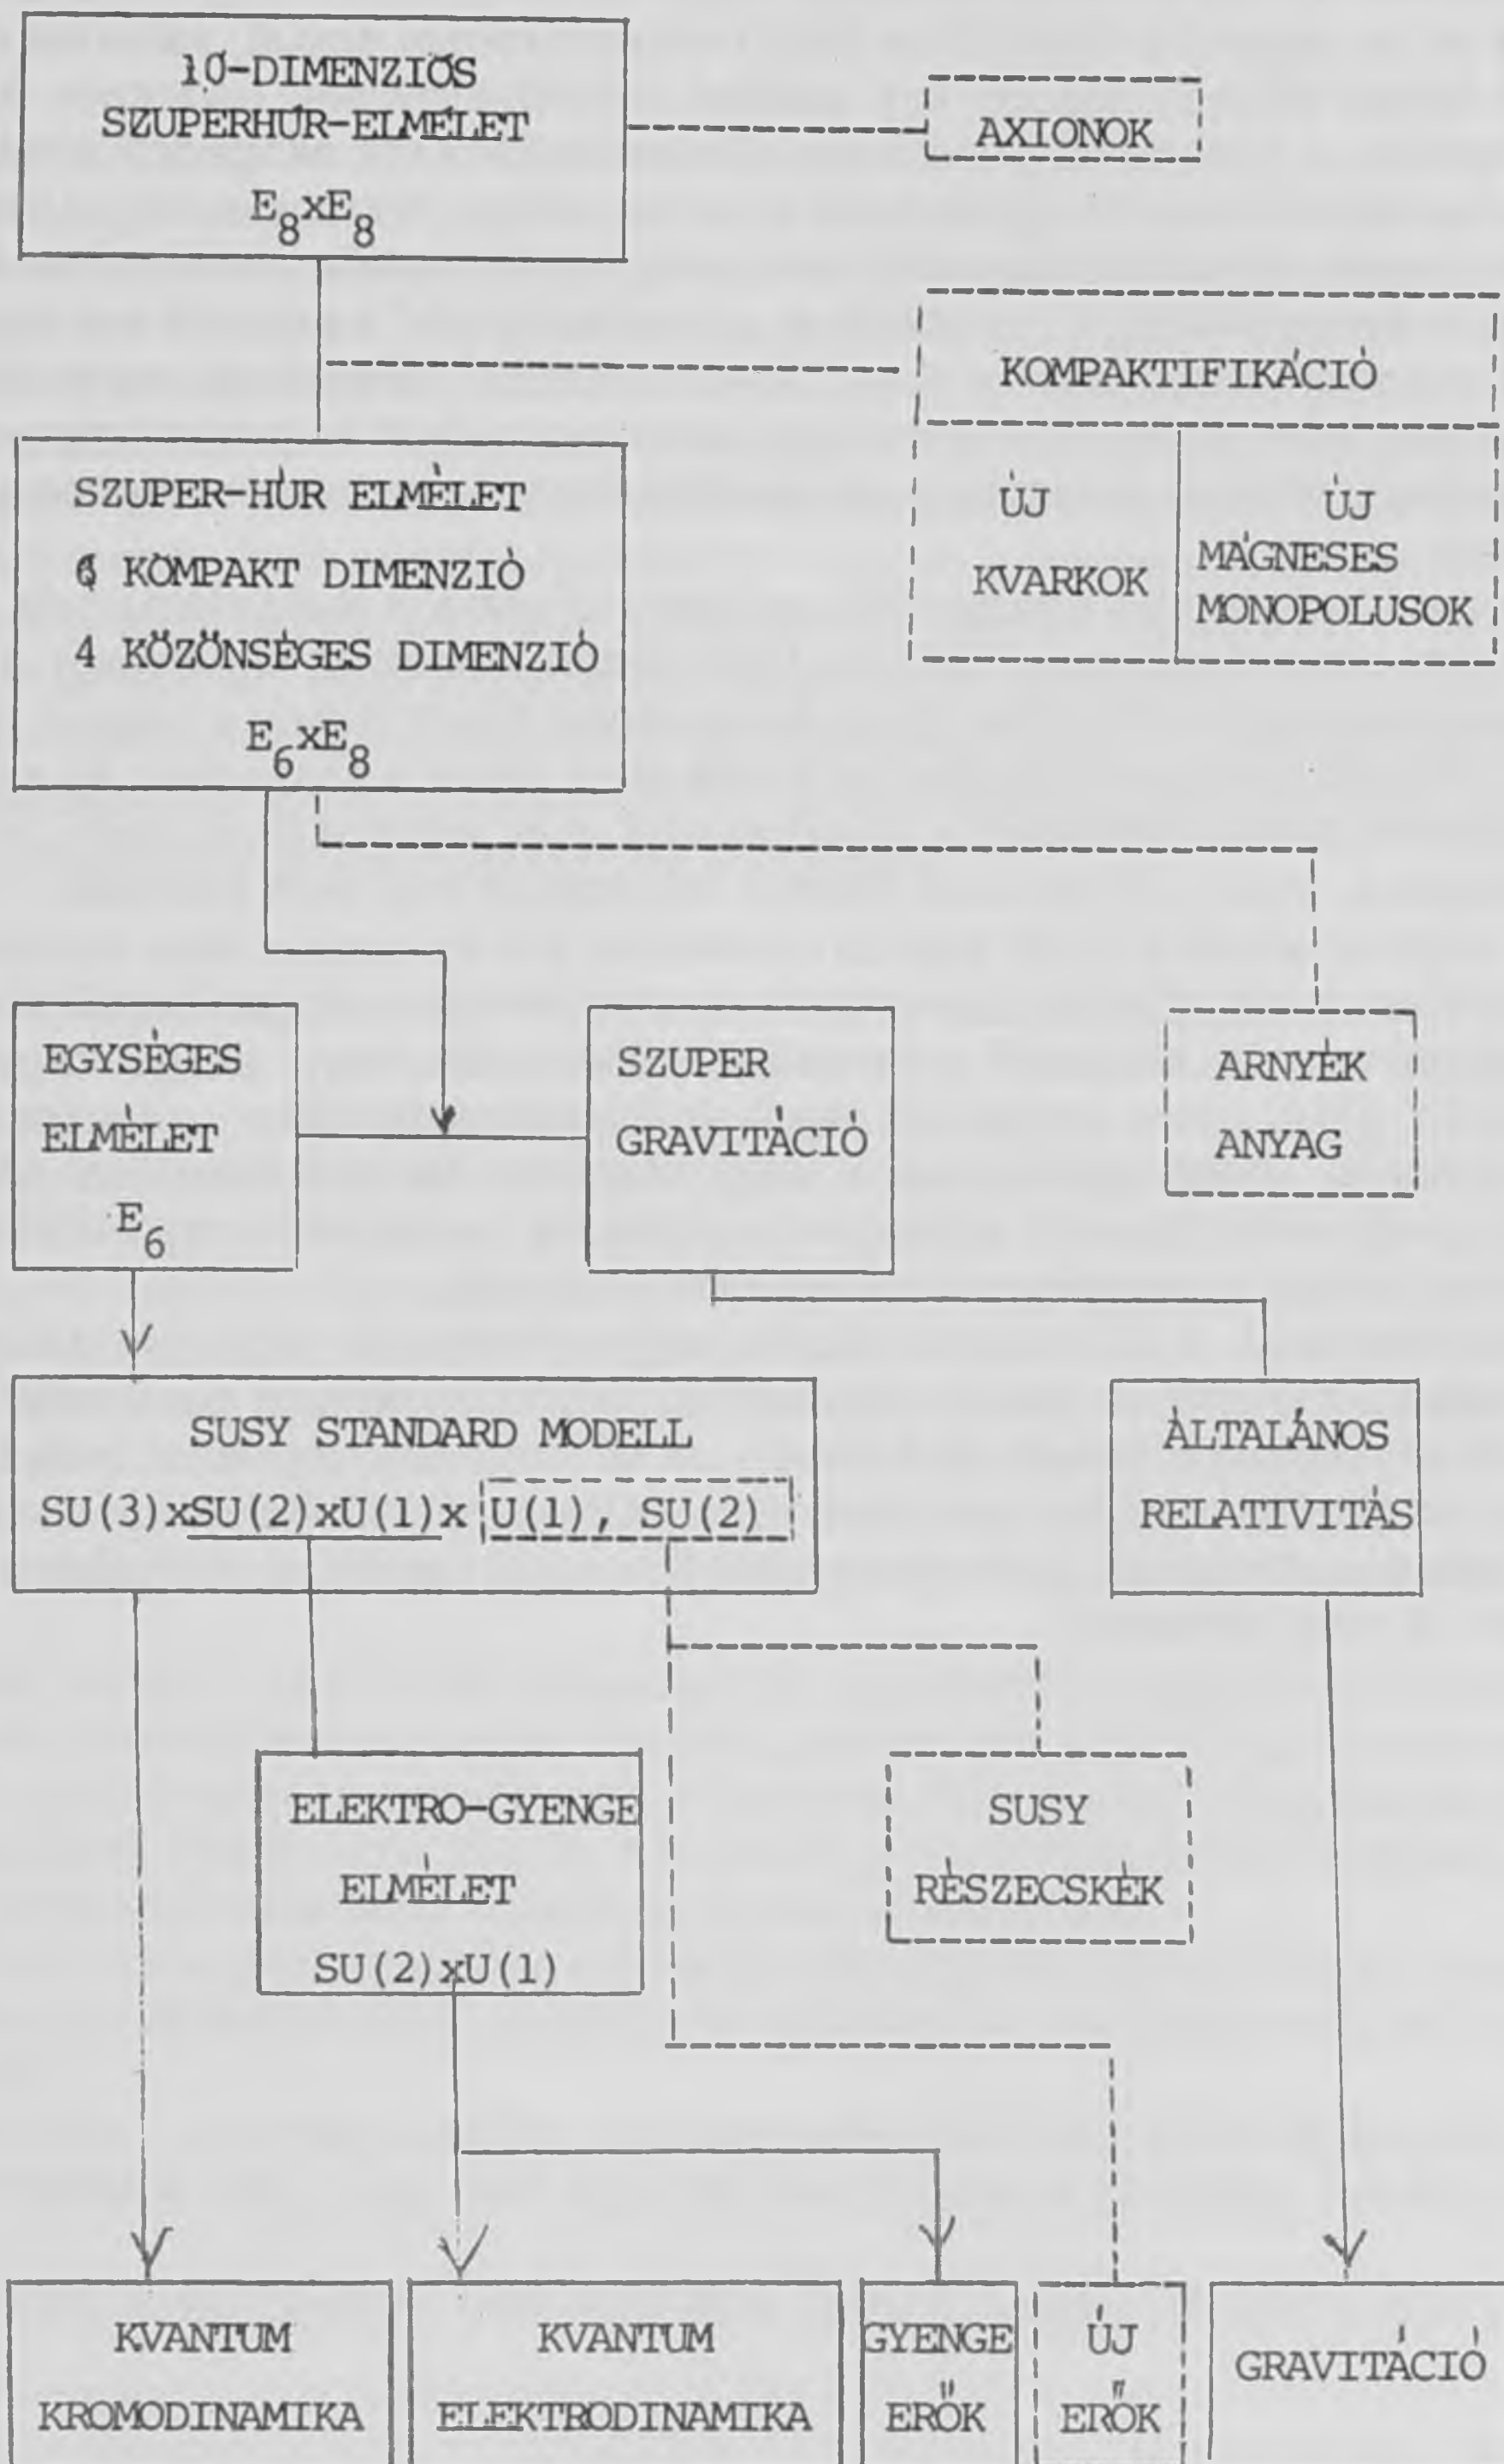 10-DIMENZIÓS
SZUPERHÚR-ELMÉLET
E₈xE₈
AXIONOK
KOMPAKTIFIKÁCIÓ
ÚJ
KVARKOK
ÚJ
MÁGNESES
MONOPOLUSOK
SZUPER-HÚR ELMÉLET
6 KOMPAKT DIMENZIÓ
4 KÖZÖNSÉGES DIMENZIÓ
E₆xE₈
EGYSÉGES
ELMÉLET
E₆
SZUPER
GRAVITÁCIÓ
ARNYÉK
ANYAG
SUSY STANDARD MODELL
SU(3)xSU(2)xU(1)x U(1), SU(2)
ÁLTALÁNOS
RELATIVITÁS
ELEKTRO-GYENGE
ELMÉLET
SU(2)xU(1)
SUSY
RÉSZECSKÉK
KVANTUM
KROMODINAMIKA
KVANTUM
ELEKTRODINAMIKA
GYENGE
ERŐK
ÚJ
ERŐK
GRAVITÁCIÓ